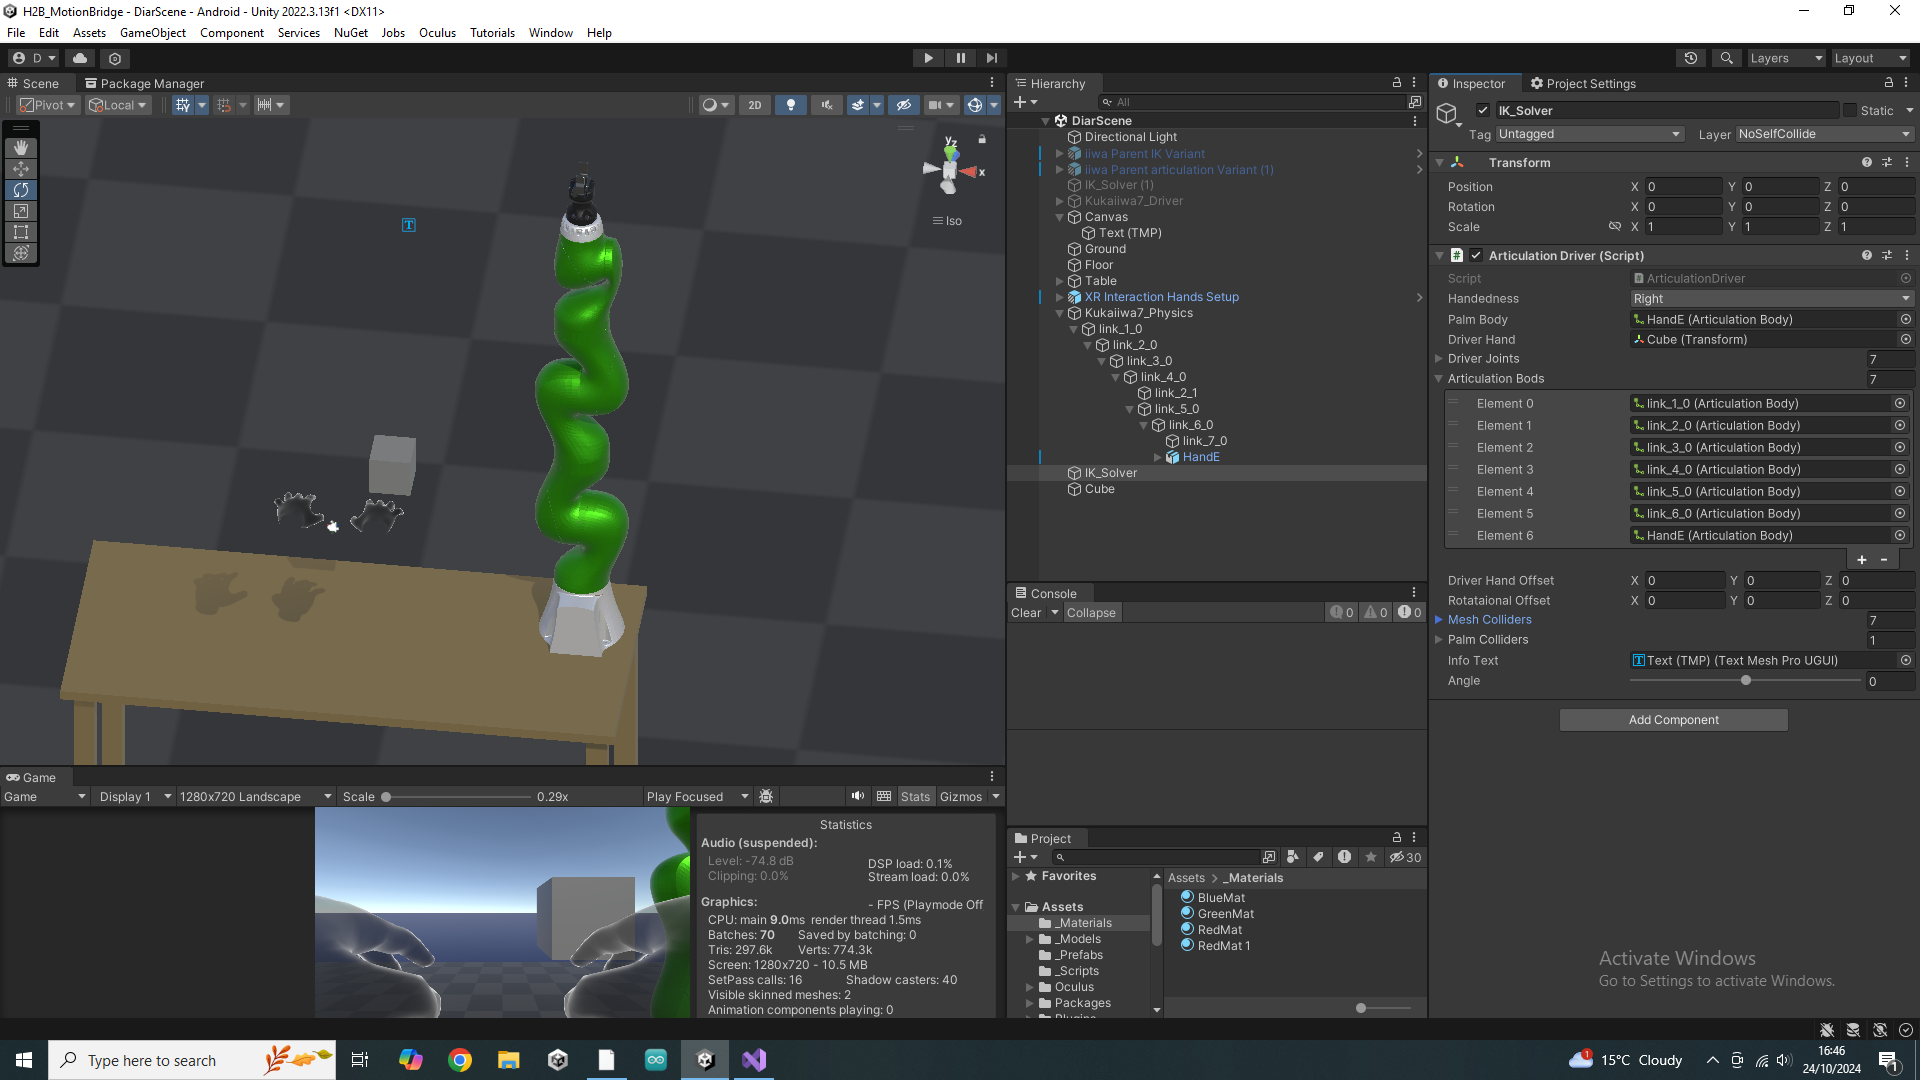 H2B_MotionBridge - DiarScene - Android - Unity 2022.3.13f1 <DX11>
File Edit Assets GameObject Component Services NuGet Jobs Oculus Tutorials Window Help
D
Layers Layout
Scene Package Manager
Pivot Local 2D
y z x
Iso
T
Hierarchy
All
DiarScene
Directional Light
iiwa Parent IK Variant
iiwa Parent articulation Variant (1)
IK_Solver (1)
Kukaiiwa7_Driver
Canvas
Text (TMP)
Ground
Floor
Table
XR Interaction Hands Setup
Kukaiiwa7_Physics
link_1_0
link_2_0
link_3_0
link_4_0
link_2_1
link_5_0
link_6_0
link_7_0
HandE
IK_Solver
Cube
Console
Clear Collapse 0 0 0
Inspector Project Settings
IK_Solver Static
Tag Untagged Layer NoSelfCollide
Transform
Position X 0 Y 0 Z 0
Rotation X 0 Y 0 Z 0
Scale X 1 Y 1 Z 1
Articulation Driver (Script)
Script ArticulationDriver
Handedness Right
Palm Body HandE (Articulation Body)
Driver Hand Cube (Transform)
Driver Joints 7
Articulation Bods 7
Element 0 link_1_0 (Articulation Body)
Element 1 link_2_0 (Articulation Body)
Element 2 link_3_0 (Articulation Body)
Element 3 link_4_0 (Articulation Body)
Element 4 link_5_0 (Articulation Body)
Element 5 link_6_0 (Articulation Body)
Element 6 HandE (Articulation Body)
+ -
Driver Hand Offset X 0 Y 0 Z 0
Rotataional Offset X 0 Y 0 Z 0
Mesh Colliders 7
Palm Colliders 1
Info Text Text (TMP) (Text Mesh Pro UGUI)
Angle 0
Add Component
Game
Game Display 1 1280x720 Landscape Scale 0.29x Play Focused Stats Gizmos
Statistics
Audio (suspended):
Level: -74.8 dB DSP load: 0.1%
Clipping: 0.0% Stream load: 0.0%
Graphics: - FPS (Playmode Off
CPU: main 9.0ms render thread 1.5ms
Batches: 70 Saved by batching: 0
Tris: 297.6k Verts: 774.3k
Screen: 1280x720 - 10.5 MB
SetPass calls: 16 Shadow casters: 40
Visible skinned meshes: 2
Animation components playing: 0
Project
30
Favorites
Assets
_Materials
_Models
_Prefabs
_Scripts
Oculus
Packages
Assets > _Materials
BlueMat
GreenMat
RedMat
RedMat 1
Activate Windows
Go to Settings to activate Windows.
Type here to search
1 15°C Cloudy
16:46
24/10/2024
1